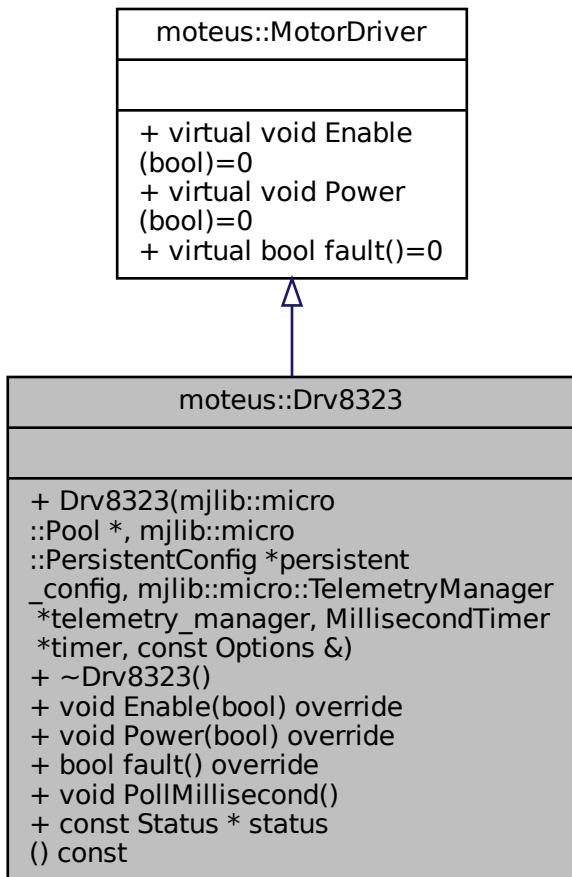 moteus::MotorDriver
+ virtual void Enable
(bool)=0
+ virtual void Power
(bool)=0
+ virtual bool fault()=0
moteus::Drv8323
+ Drv8323(mjlib::micro
::Pool *, mjlib::micro
::PersistentConfig *persistent
_config, mjlib::micro::TelemetryManager
*telemetry_manager, MillisecondTimer
*timer, const Options &)
+ ~Drv8323()
+ void Enable(bool) override
+ void Power(bool) override
+ bool fault() override
+ void PollMillisecond()
+ const Status * status
() const